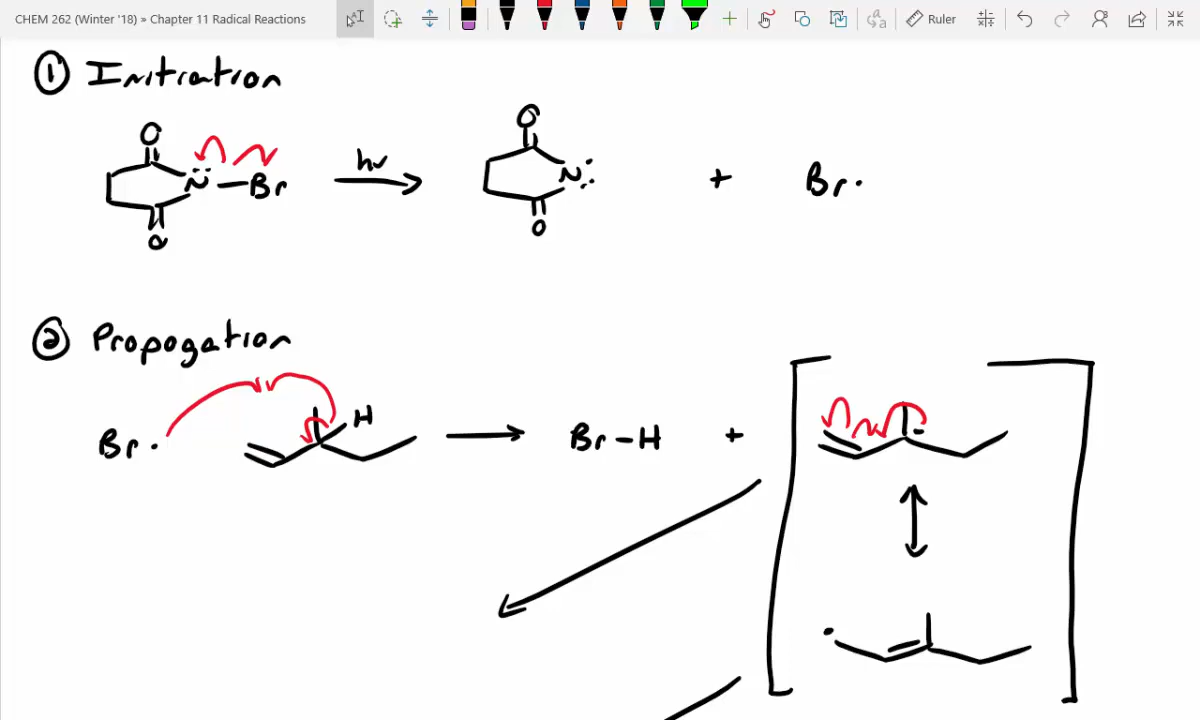 CHEM 262 (Winter '18) » Chapter 11 Radical Reactions
Ruler
① Initiation
O O
N—Br hν N + Br·
O O
② Propogation
H
Br· Br-H +